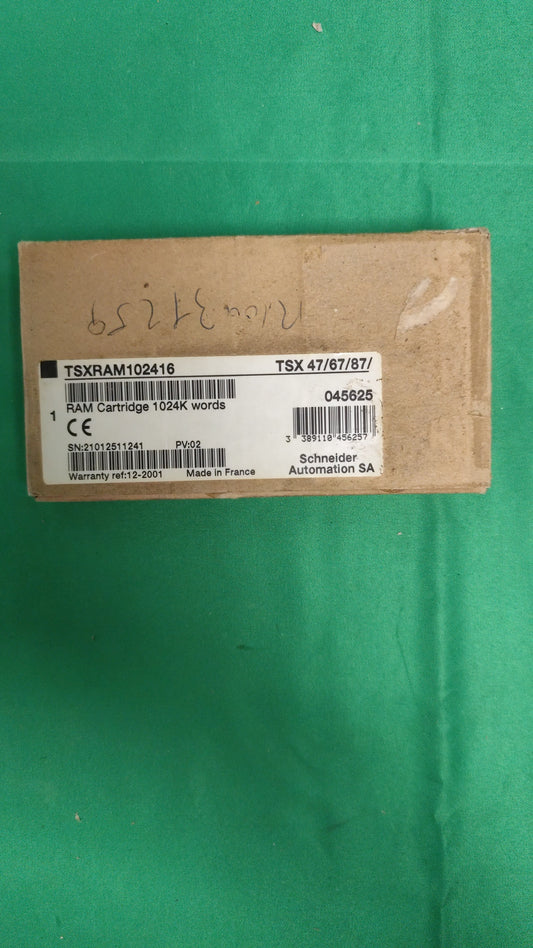 TSXRAM102416 TSX 47/67/87/
RAM Cartridge 1024K words 045625
1
CE
3 389110 456257
SN:21012511241 PV:02
Schneider
Automation SA
Warranty ref:12-2001 Made in France